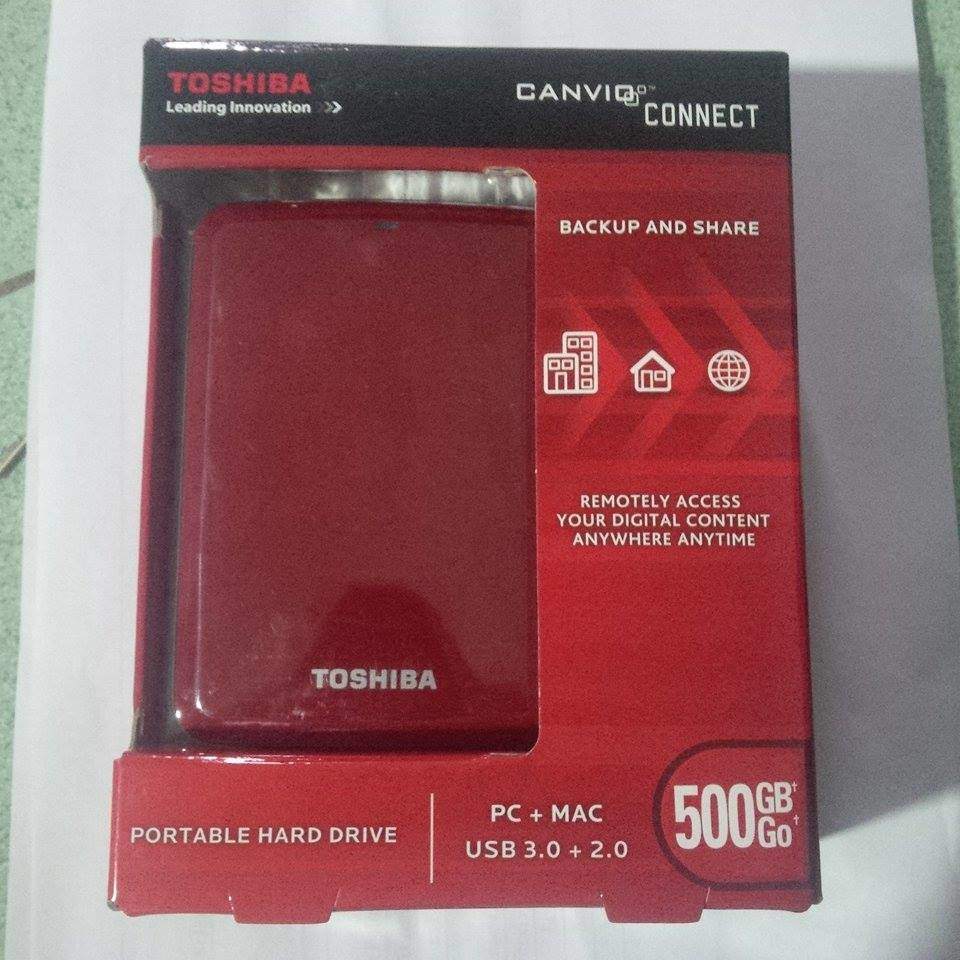 TOSHIBA
Leading Innovation >>>
CANVIO™
CONNECT
BACKUP AND SHARE
REMOTELY ACCESS
YOUR DIGITAL CONTENT
ANYWHERE ANYTIME
TOSHIBA
PORTABLE HARD DRIVE
PC + MAC
USB 3.0 + 2.0
500GB†
Go†